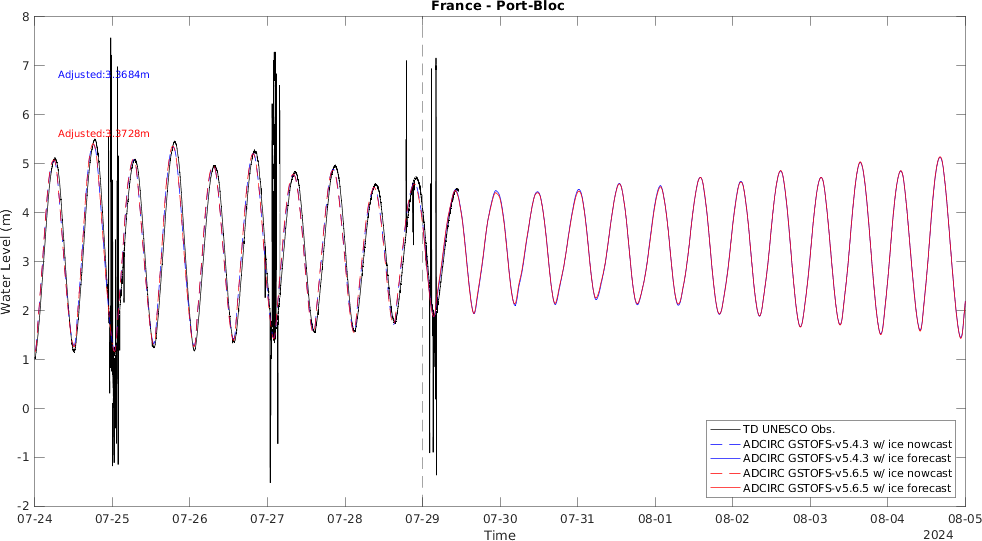 France - Port-Bloc
8
7
6
5
4
3
2
1
0
-1
-2
Water Level (m)
Adjusted:3.3684m
Adjusted:3.3728m
TD UNESCO Obs.
ADCIRC GSTOFS-v5.4.3 w/ ice nowcast
ADCIRC GSTOFS-v5.4.3 w/ ice forecast
ADCIRC GSTOFS-v5.6.5 w/ ice nowcast
ADCIRC GSTOFS-v5.6.5 w/ ice forecast
07-24 07-25 07-26 07-27 07-28 07-29 07-30 07-31 08-01 08-02 08-03 08-04 08-05
Time
2024